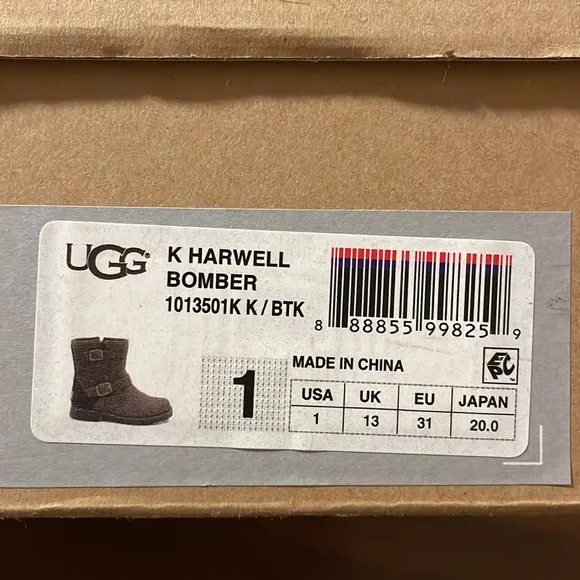 UGG
K HARWELL
BOMBER
1013501K K / BTK
8 88855 99825 9
1
MADE IN CHINA
EPC
USA UK EU JAPAN
1 13 31 20.0